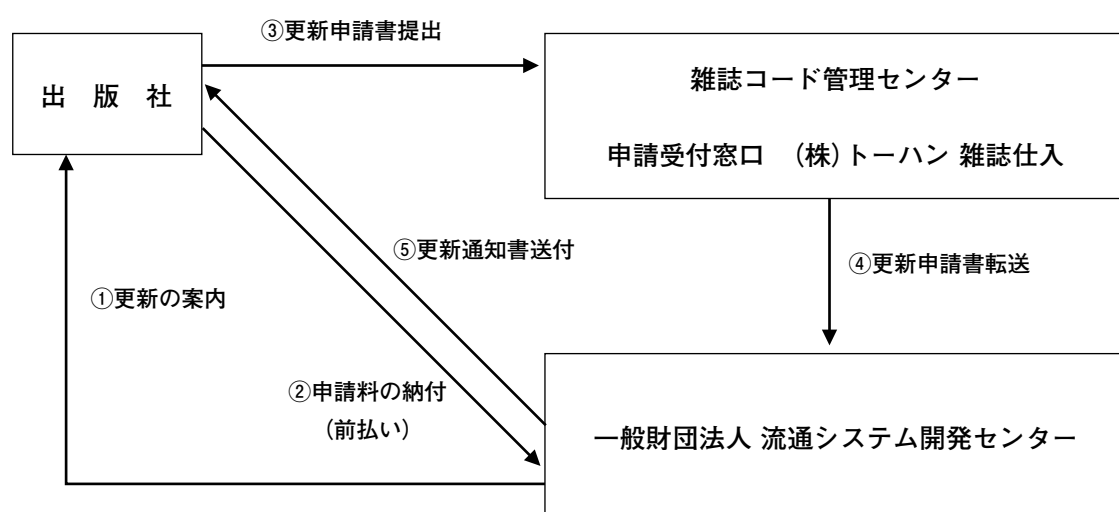 ③更新申請書提出
出 版 社
雑誌コード管理センター
申請受付窓口 (株)トーハン 雑誌仕入
⑤更新通知書送付
④更新申請書転送
①更新の案内
②申請料の納付
(前払い)
一般財団法人 流通システム開発センター